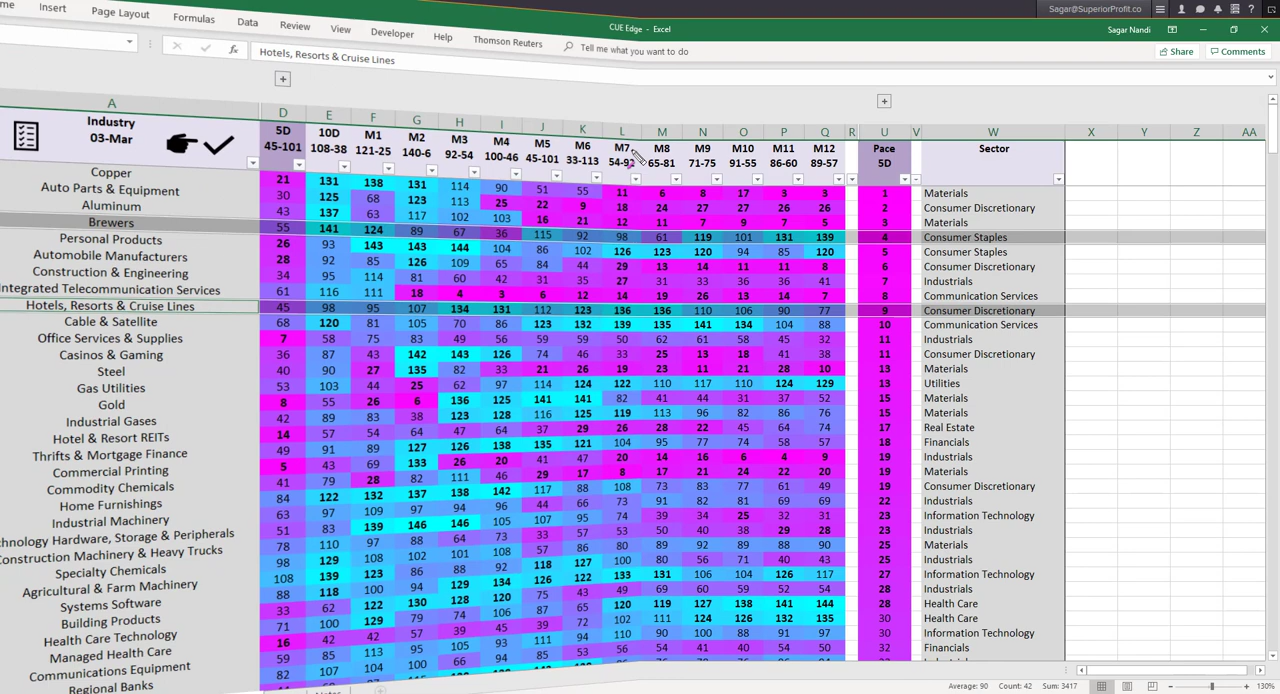 Sagar@SuperiorProfit.co
CUE Edge - Excel
Sagar Nandi
Insert Page Layout Formulas Data Review View Developer Help Thomson Reuters Tell me what you want to do
Share Comments
Hotels, Resorts & Cruise Lines
A D E F G H I J K L M N O P Q R U V W X Y Z AA
Industry 5D 10D M1 M2 M3 M4 M5 M6 M7 M8 M9 M10 M11 M12 Pace Sector
03-Mar 45-101 108-38 121-25 140-6 92-54 100-46 45-101 33-113 54-92 65-81 71-75 91-55 86-60 89-57 5D
Copper 21 131 138 131 114 90 51 55 11 6 8 17 3 3 1 Materials
Auto Parts & Equipment 30 125 68 123 113 25 22 9 18 24 27 27 26 26 2 Consumer Discretionary
Aluminum 43 137 63 117 102 103 16 21 12 11 7 9 7 5 3 Materials
Brewers 55 141 124 89 67 36 115 92 98 61 119 101 131 139 4 Consumer Staples
Personal Products 26 93 143 143 144 104 86 102 126 123 120 94 85 120 5 Consumer Staples
Automobile Manufacturers 28 92 85 126 109 65 84 44 29 13 14 11 11 8 6 Consumer Discretionary
Construction & Engineering 34 95 114 81 60 42 31 35 27 31 33 36 36 41 7 Industrials
Integrated Telecommunication Services 61 116 111 18 4 3 6 12 14 19 26 13 14 7 8 Communication Services
Hotels, Resorts & Cruise Lines 45 98 95 107 134 131 112 123 136 136 110 106 90 77 9 Consumer Discretionary
Cable & Satellite 68 120 81 105 70 86 123 132 139 135 141 134 104 88 10 Communication Services
Office Services & Supplies 7 58 75 83 49 56 59 59 50 62 61 58 45 32 11 Industrials
Casinos & Gaming 36 87 43 142 143 126 74 46 33 25 13 18 41 38 11 Consumer Discretionary
Steel 40 90 27 135 82 33 21 26 19 23 11 21 28 10 13 Materials
Gas Utilities 53 103 44 25 62 97 114 124 122 110 117 110 124 129 13 Utilities
Gold 8 55 26 6 136 125 141 141 82 41 44 31 37 52 15 Materials
Industrial Gases 42 89 83 38 123 128 116 125 119 113 96 82 86 76 15 Materials
Hotel & Resort REITs 14 57 54 64 47 64 37 29 26 28 22 45 64 74 17 Real Estate
Thrifts & Mortgage Finance 49 91 89 127 126 138 135 121 104 95 77 74 58 57 18 Financials
Commercial Printing 5 43 69 133 26 20 41 47 20 14 16 6 4 9 19 Industrials
Commodity Chemicals 41 79 28 82 111 46 29 17 8 17 21 24 22 20 19 Materials
Home Furnishings 84 122 132 137 138 142 117 88 108 73 83 77 61 49 19 Consumer Discretionary
Industrial Machinery 63 97 109 97 94 96 44 66 73 91 82 81 69 69 22 Industrials
chnology Hardware, Storage & Peripherals 51 83 139 146 146 105 107 95 74 39 34 25 32 31 23 Information Technology
Construction Machinery & Heavy Trucks 78 110 97 88 64 73 33 57 53 50 40 38 29 28 23 Industrials
Specialty Chemicals 98 129 108 102 101 108 57 86 80 89 92 89 88 90 25 Materials
Agricultural & Farm Machinery 108 139 123 86 88 92 118 127 100 80 56 71 40 43 25 Industrials
Systems Software 88 118 100 94 129 134 126 122 133 131 106 104 126 117 27 Information Technology
Building Products 33 62 122 130 128 120 75 43 49 69 60 59 52 54 28 Industrials
Health Care Technology 71 100 129 79 74 106 87 65 120 119 127 138 141 144 28 Health Care
Managed Health Care 16 42 42 57 39 45 39 72 102 111 124 126 132 135 30 Health Care
Communications Equipment 59 85 113 95 105 93 111 94 110 90 100 88 91 97 30 Information Technology
Regional Banks 82 107 104 100 66 94 85 53 56 54 41 40 54 50 32 Financials
Average: 90 Count: 42 Sum: 3417 130%